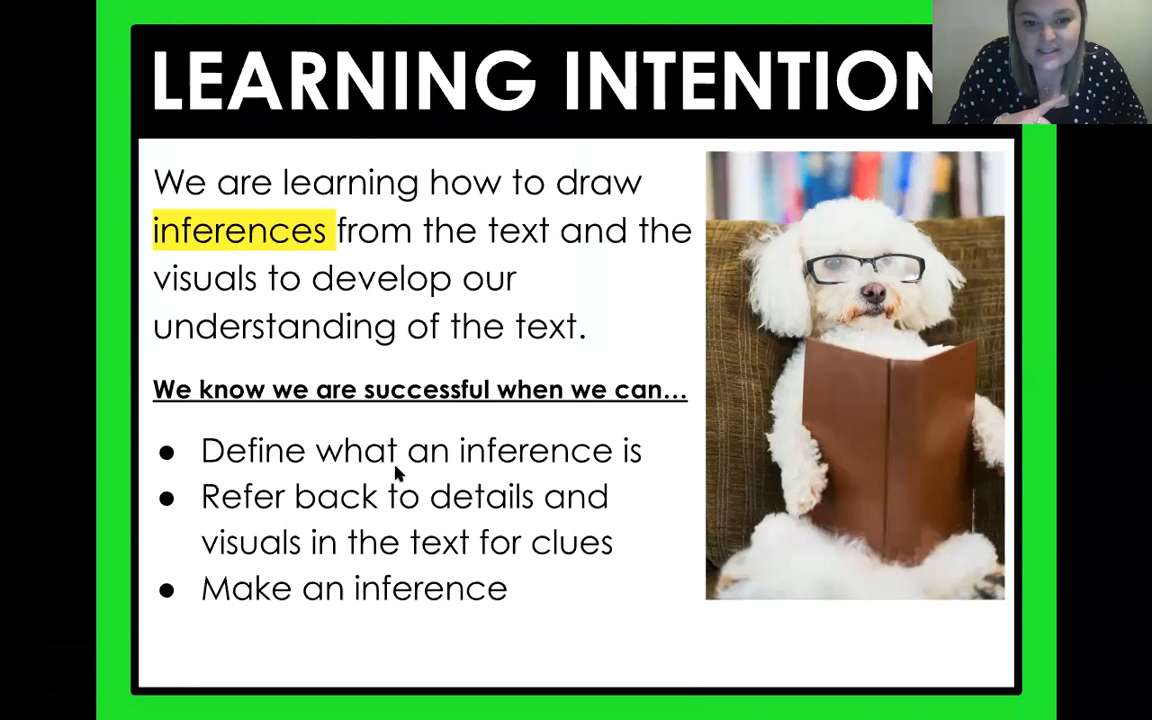 LEARNING INTENTION
We are learning how to draw
inferences from the text and the
visuals to develop our
understanding of the text.
We know we are successful when we can...
● Define what an inference is
● Refer back to details and
visuals in the text for clues
● Make an inference